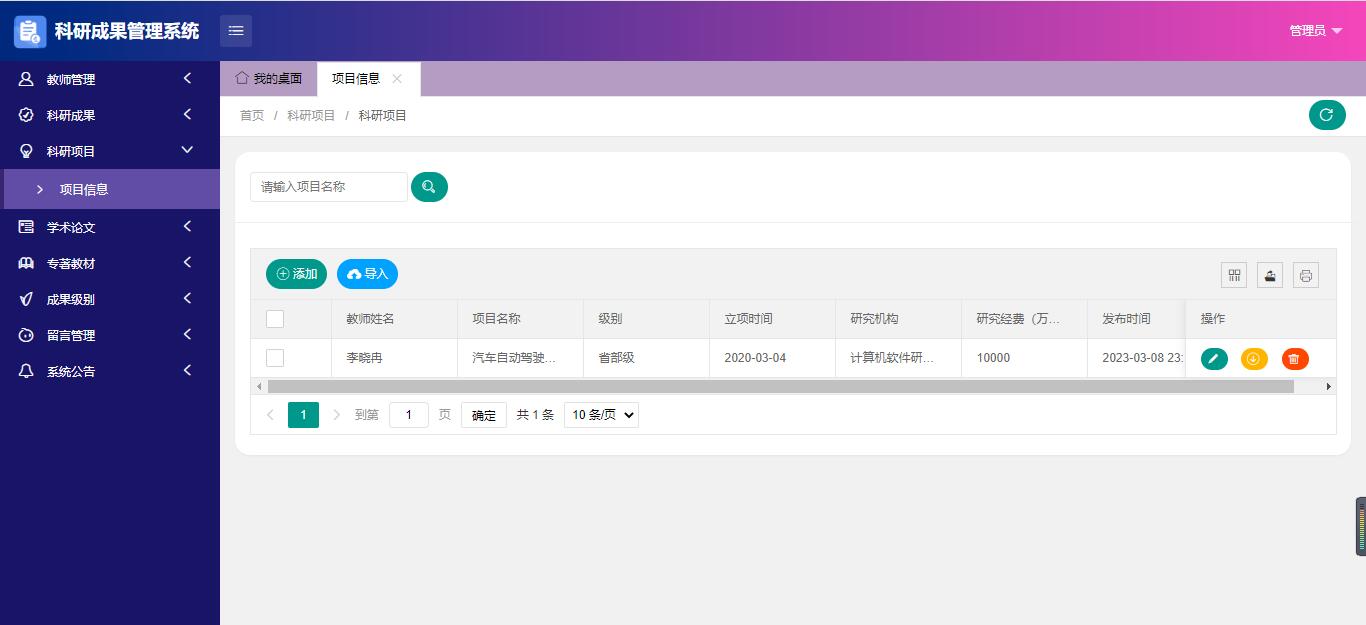 科研成果管理系统
管理员
教师管理
科研成果
科研项目
项目信息
学术论文
专著教材
成果级别
留言管理
系统公告
我的桌面 项目信息
首页 / 科研项目 / 科研项目
请输入项目名称
添加 导入
教师姓名 项目名称 级别 立项时间 研究机构 研究经费（万... 发布时间 操作
李晓冉 汽车自动驾驶... 省部级 2020-03-04 计算机软件研... 10000 2023-03-08 23:
1 到第 1 页 确定 共 1 条 10 条/页